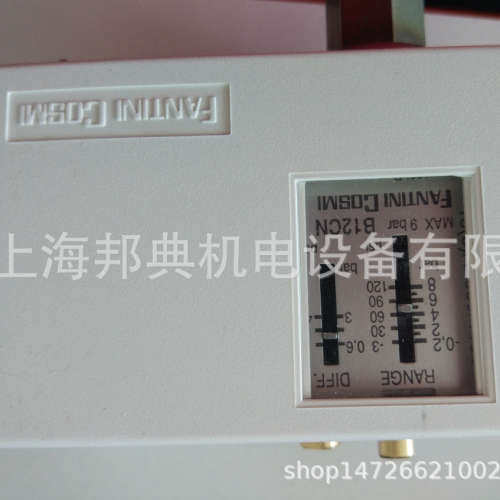 FANTINI COSMI
FANTINI COSMI
B12CN
MAX 9 bar
bar
8
120
6
90
4
60
3
2
30
-0,2
-3
0,6
RANGE
DIFF.
上海邦典机电设备有限
shop14726621002